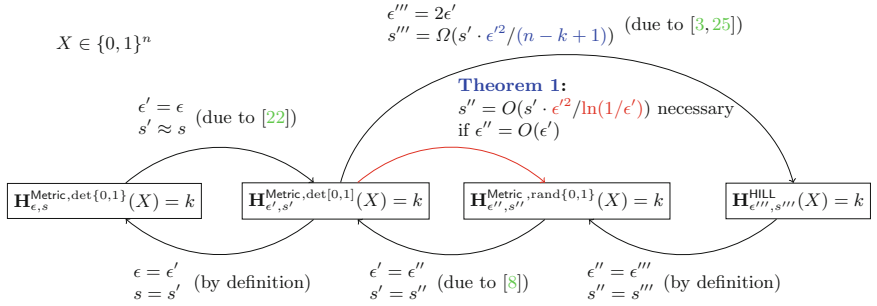 ϵ′′′ = 2ϵ′
s′′′ = Ω(s′ · ϵ′²/(n − k + 1)) (due to [3, 25])
X ∈ {0, 1}ⁿ
Theorem 1:
s′′ = O(s′ · ϵ′²/ln(1/ϵ′)) necessary
if ϵ′′ = O(ϵ′)
ϵ′ = ϵ
s′ ≈ s (due to [22])
H^{Metric,det{0,1}}_{ϵ,s}(X) = k
H^{Metric,det[0,1]}_{ϵ′,s′}(X) = k
H^{Metric,rand{0,1}}_{ϵ′′,s′′}(X) = k
H^{HILL}_{ϵ′′′,s′′′}(X) = k
ϵ = ϵ′
s = s′ (by definition)
ϵ′ = ϵ′′
s′ = s′′ (due to [8])
ϵ′′ = ϵ′′′
s′′ = s′′′ (by definition)